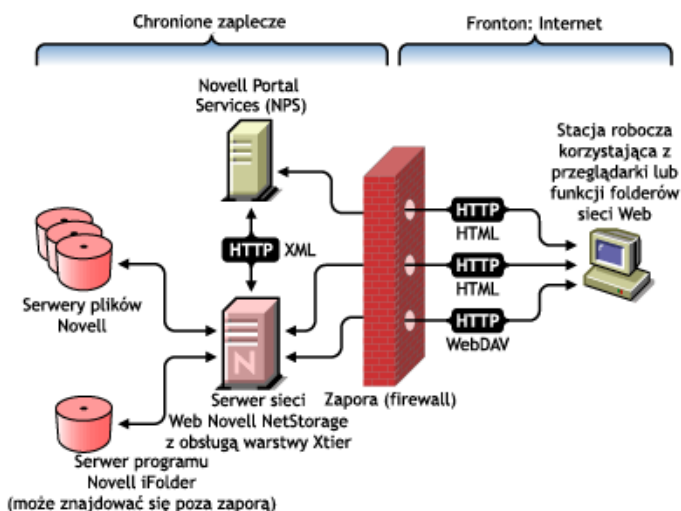 Chronione zaplecze
Fronton: Internet
Novell Portal
Services (NPS)
Stacja robocza
korzystająca z
przeglądarki lub
funkcji folderów
sieci Web
HTTP
HTML
HTTP
XML
HTTP
HTML
Serwery plików
Novell
HTTP
WebDAV
N
Serwer sieci
Web Novell NetStorage
z obsługą warstwy Xtier
Zapora (firewall)
Serwer programu
Novell iFolder
(może znajdować się poza zaporą)